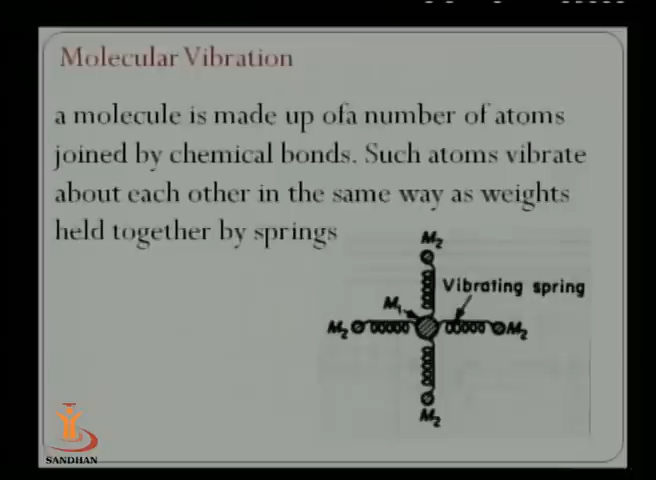 Molecular Vibration
a molecule is made up ofa number of atoms
joined by chemical bonds. Such atoms vibrate
about each other in the same way as weights
held together by springs
M₂
Vibrating spring
M₁
M₂
M₂
M₂
SANDHAN